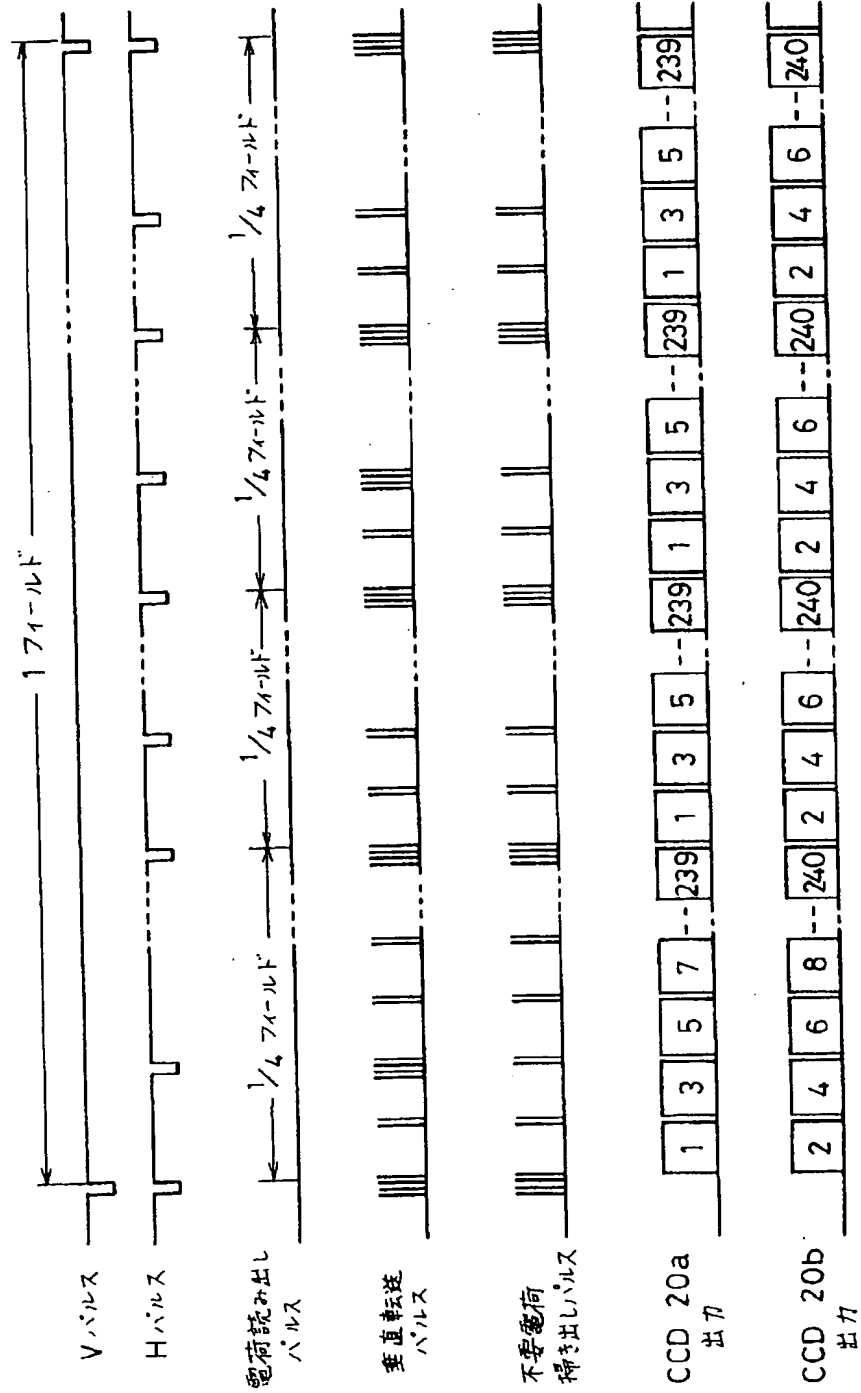 1 フィールド
Vパルス
Hパルス
電荷読み出し
パルス
1/4 フィールド
1/4 フィールド
1/4 フィールド
1/4 フィールド
垂直転送
パルス
不要電荷
掃き出しパルス
CCD 20a
出力
1 3 5 7 -- 239 1 3 5 -- 239 1 3 5 -- 239 1 3 5 -- 239
CCD 20b
出力
2 4 6 8 -- 240 2 4 6 -- 240 2 4 6 -- 240 2 4 6 -- 240